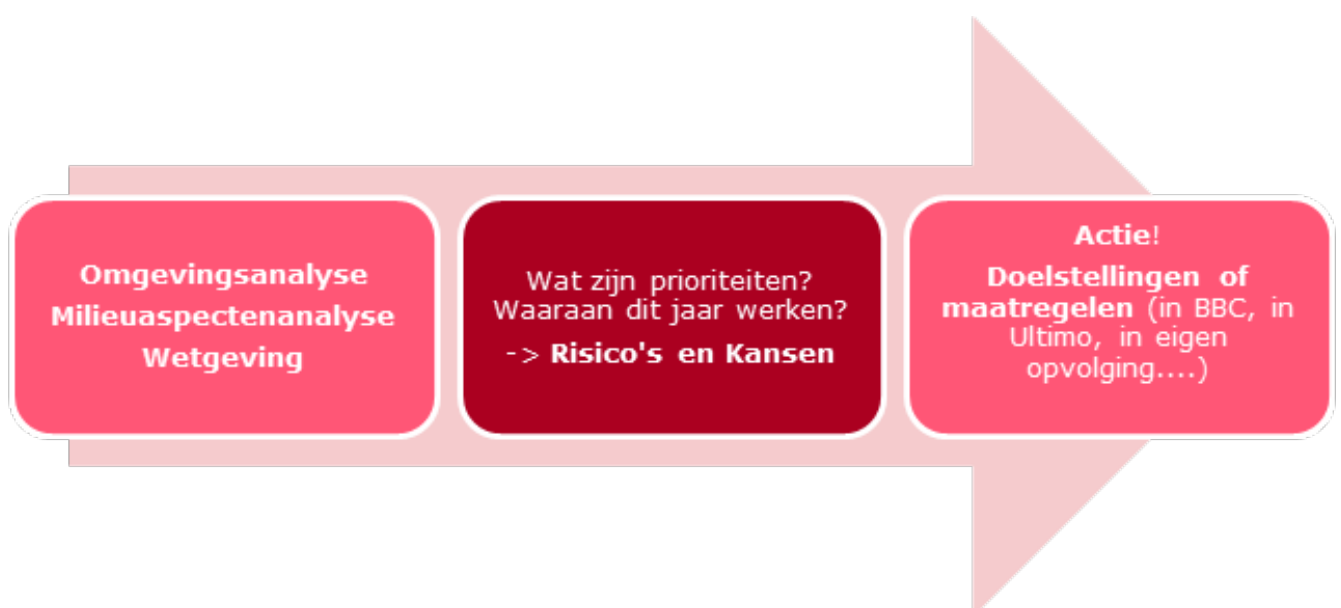 Omgevingsanalyse
Milieuaspectenanalyse
Wetgeving
Wat zijn prioriteiten?
Waaraan dit jaar werken?
-> Risico's en Kansen
Actie!
Doelstellingen of
maatregelen (in BBC, in
Ultimo, in eigen
opvolging....)